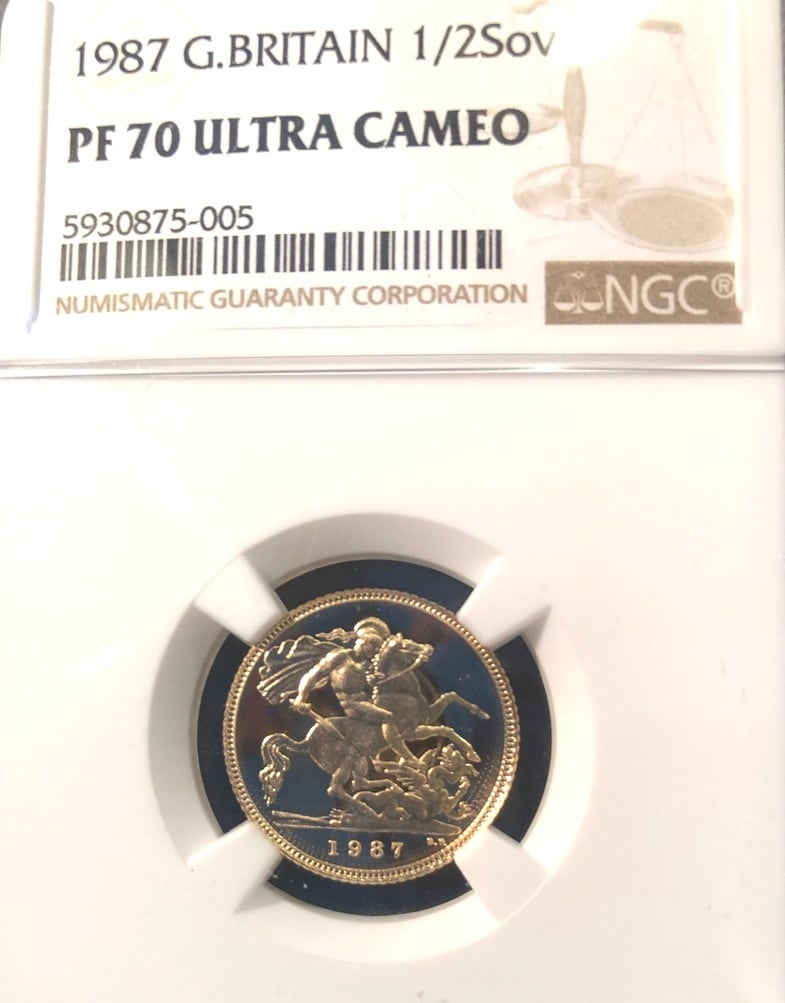 1987 G.BRITAIN 1/2Sov
PF 70 ULTRA CAMEO
5930875-005
NUMISMATIC GUARANTY CORPORATION
NGC®
1987